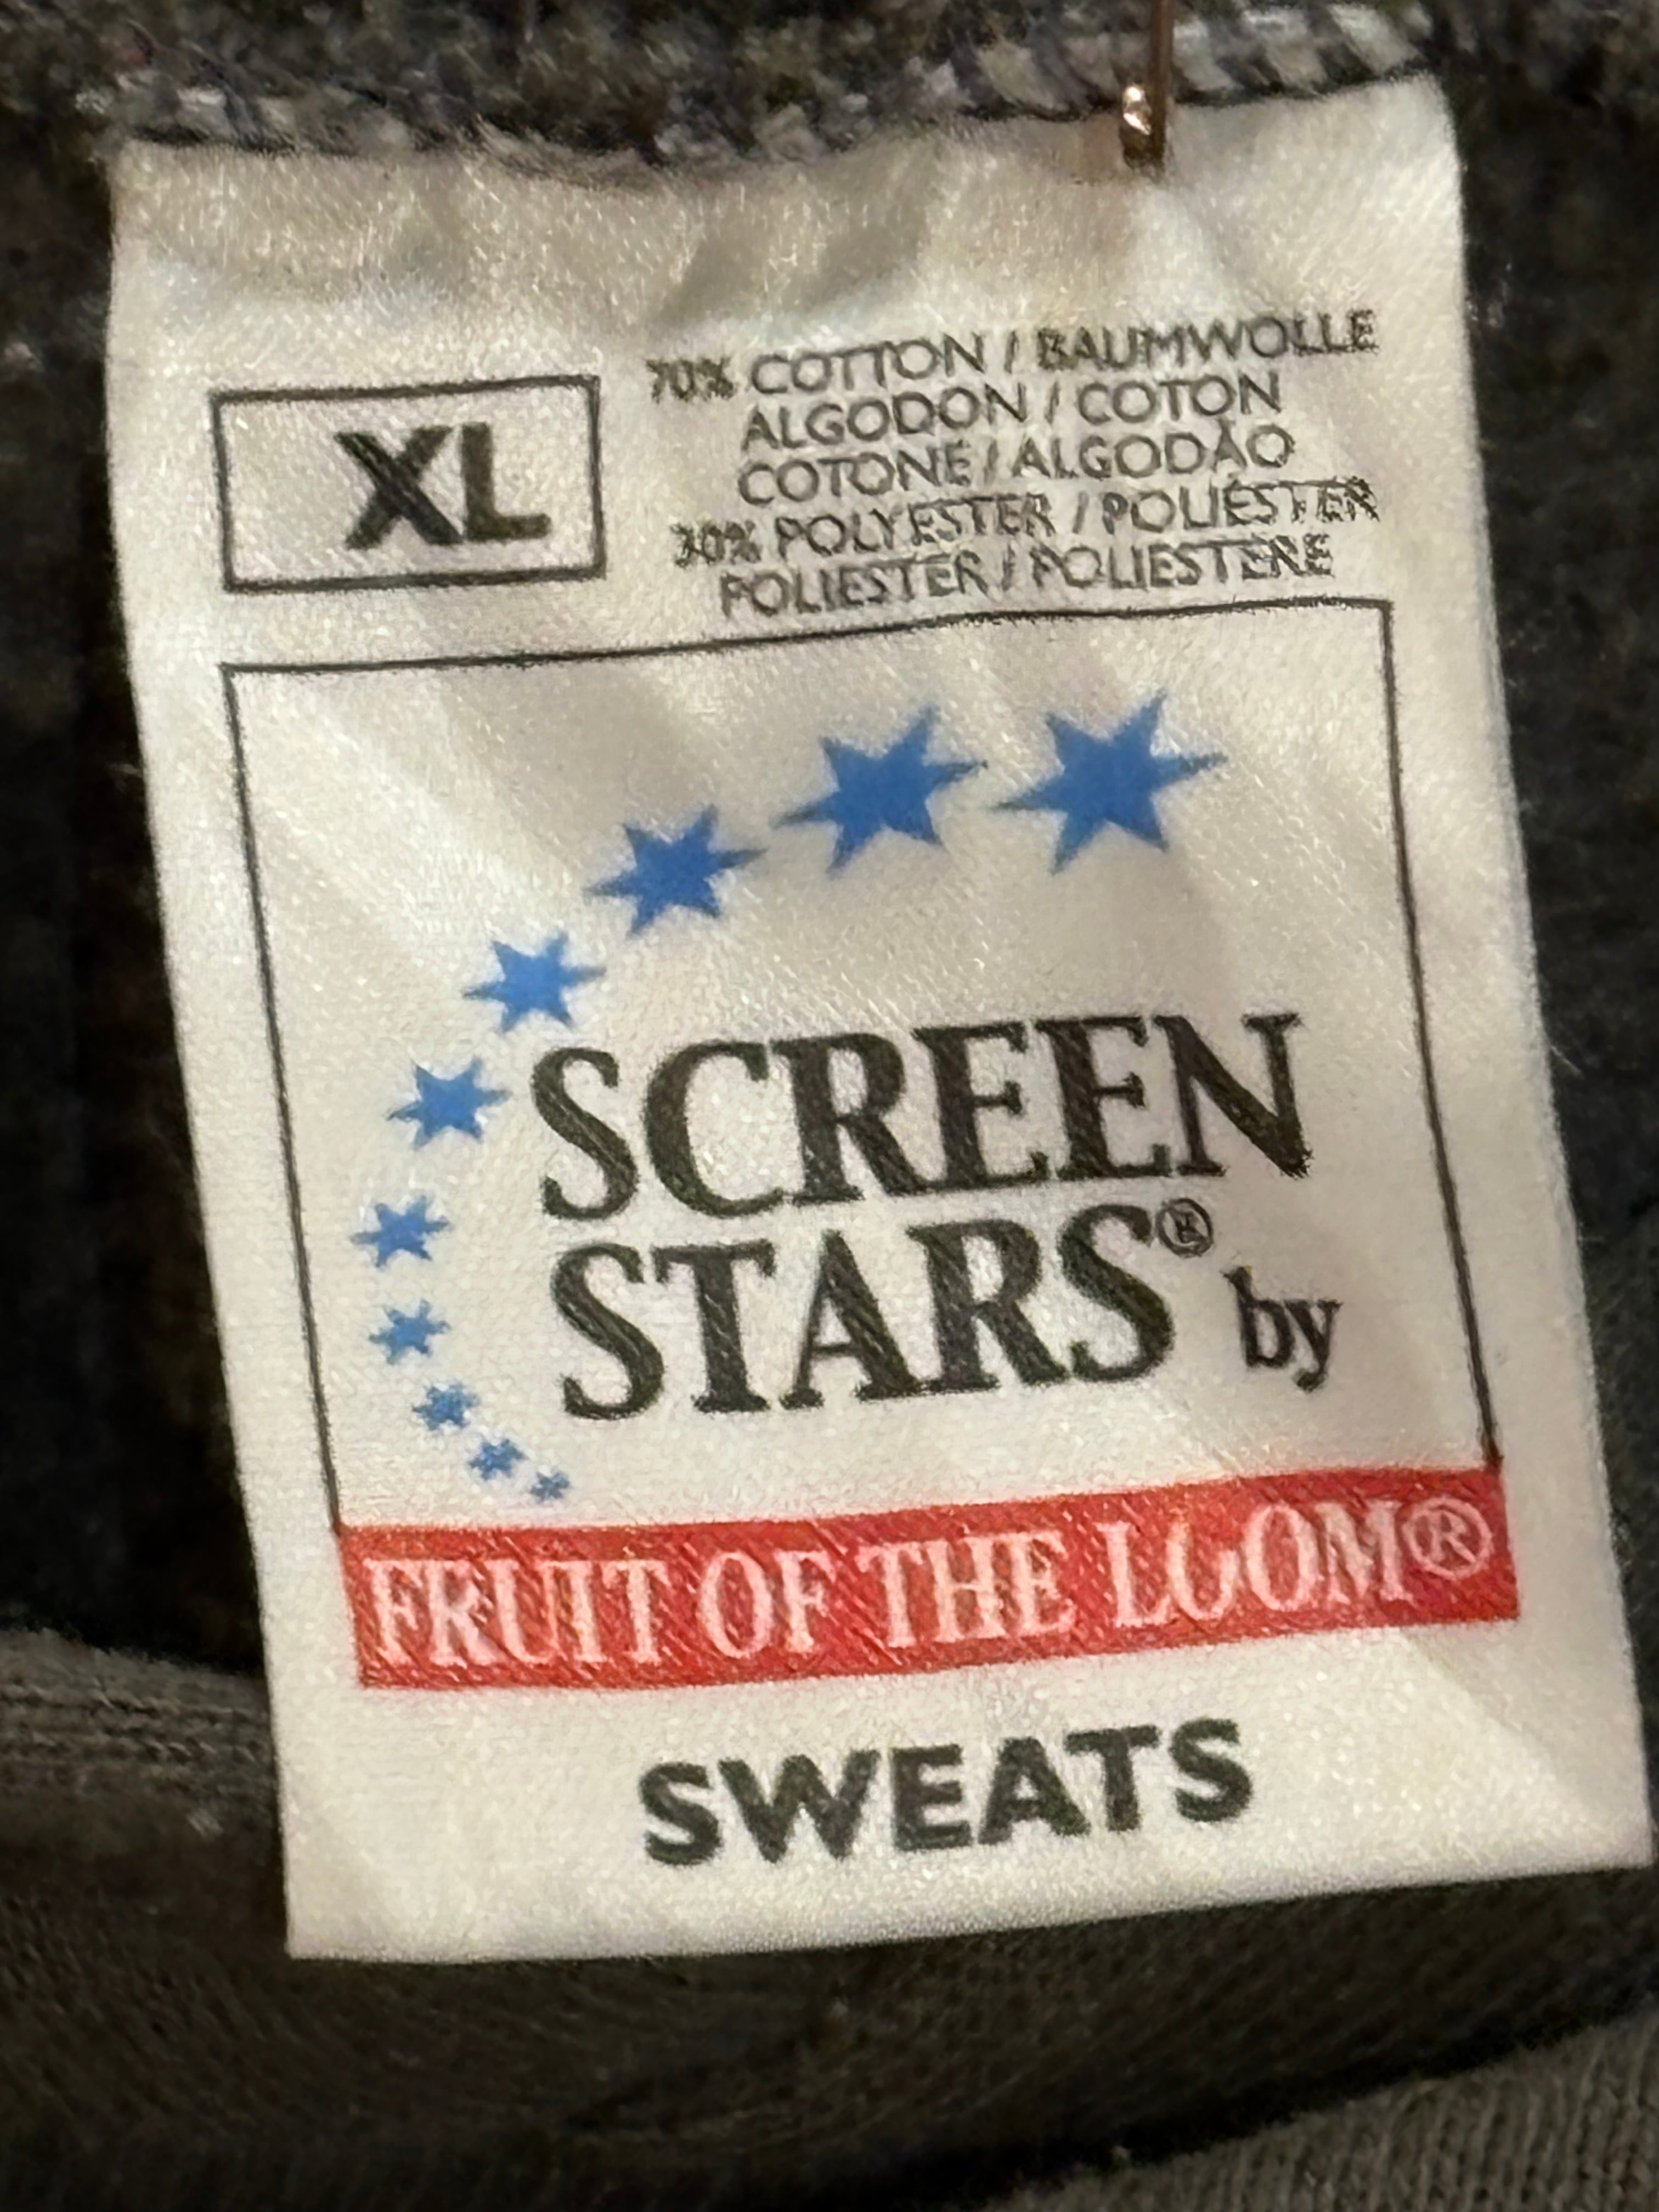 XL
70% COTTON / BAUMWOLLE
ALGODON / COTON
COTONE / ALGODÃO
30% POLYESTER / POLIÉSTER
POLIESTER / POLIESTERE
SCREEN
STARS® by
FRUIT OF THE LOOM®
SWEATS